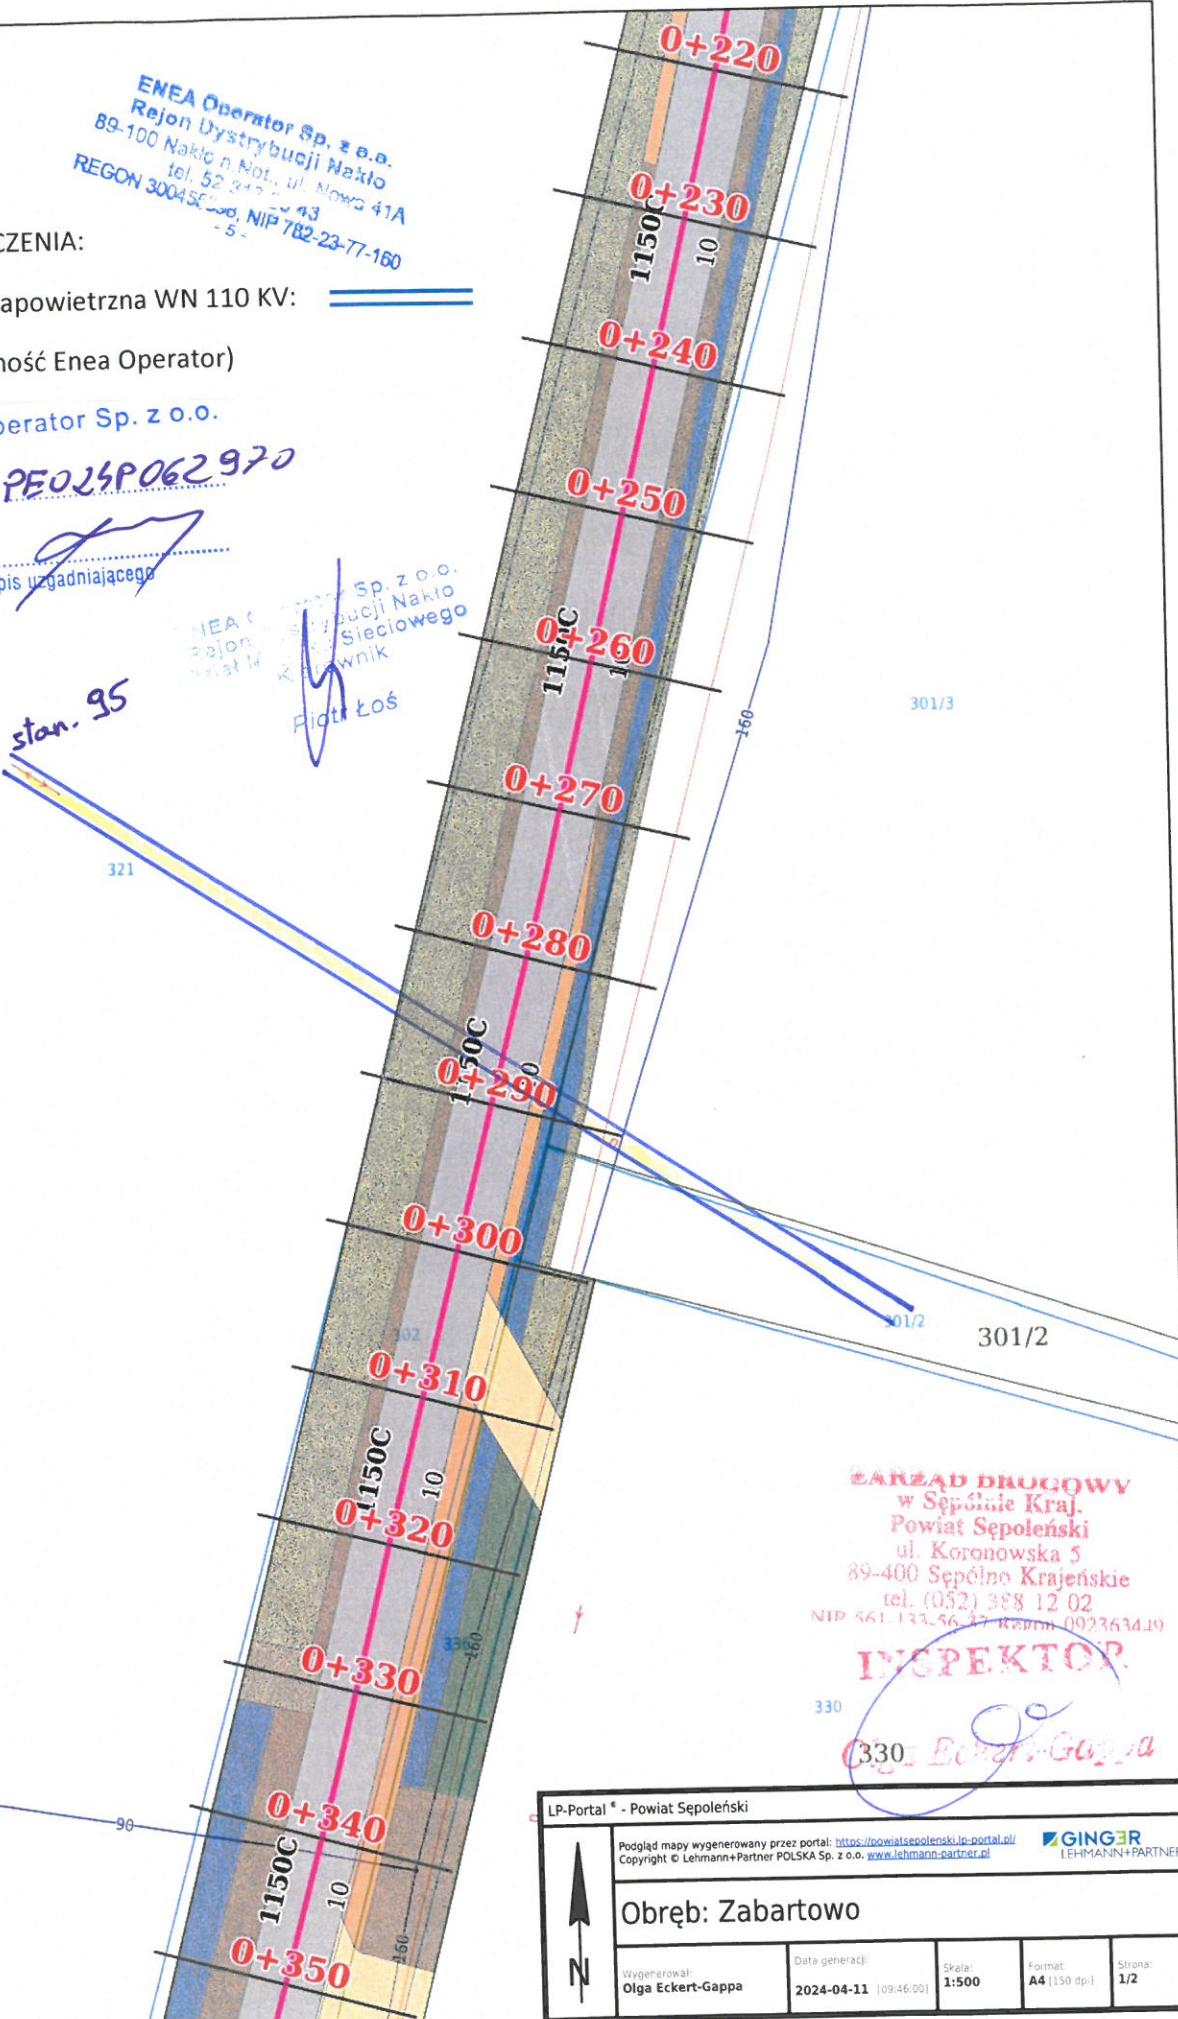 ENEA Operator Sp. z o.o.
Rejon Dystrybucji Nakło
89-100 Nakło n.Not., ul. Nowa 41A
tel. 52
43
REGON
NIP 782-23-77-160
- 5 -
CZENIA:
apowietrzna WN 110 KV:
ność Enea Operator)
perator Sp. z o.o.
pis uzgadniającego
Sp. z o.o.
Nakło
Sieciowego
Piotr Łoś
stan. 95
0+220
0+230
1150C
10
0+240
0+250
0+260
0+270
160
301/3
321
0+280
0+290
0+300
302
301/2
301/2
0+310
1150C
10
0+320
336
160
0+330
0+340
90
1150C
10
160
0+350
ZARZĄD DROGOWY
w Sępólnie Kraj.
Powiat Sępoleński
ul. Koronowska 5
89-400 Sępólno Krajeńskie
tel. (052) 388 12 02
092363449
INSPEKTOR
330
330
Olga Eckert-Gappa
LP-Portal ® - Powiat Sępoleński
Podgląd mapy wygenerowany przez portal: https://powiatsepolenski.lp-portal.pl/
Copyright © Lehmann+Partner POLSKA Sp. z o.o. www.lehmann-partner.pl
GINGER
LEHMANN+PARTNER
Obręb: Zabartowo
N
Wygenerował:
Olga Eckert-Gappa
Data generacji:
2024-04-11 [09:46:00]
Skala:
1:500
Format:
A4 [150 dpi]
Strona:
1/2